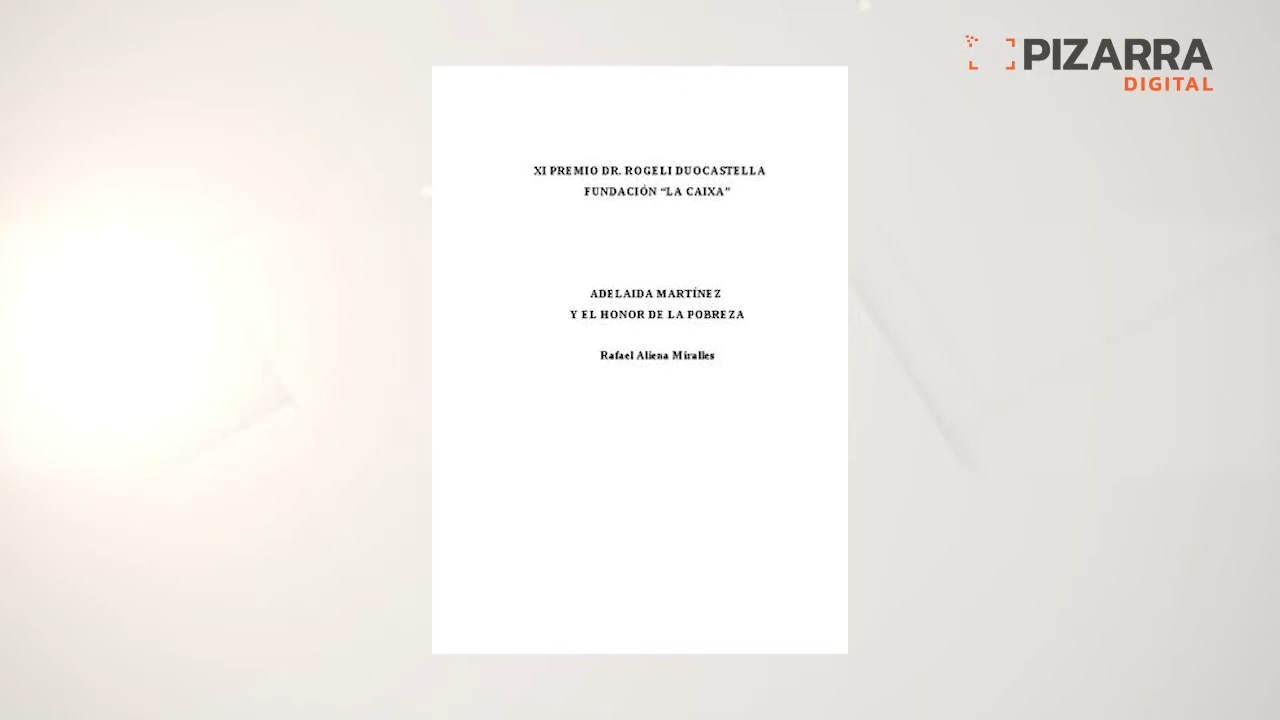 PIZARRA
DIGITAL
XI PREMIO DR. ROGELI DUOCASTELLA
FUNDACIÓN “LA CAIXA”
ADELAIDA MARTÍNEZ
Y EL HONOR DE LA POBREZA
Rafael Aliena Miralles